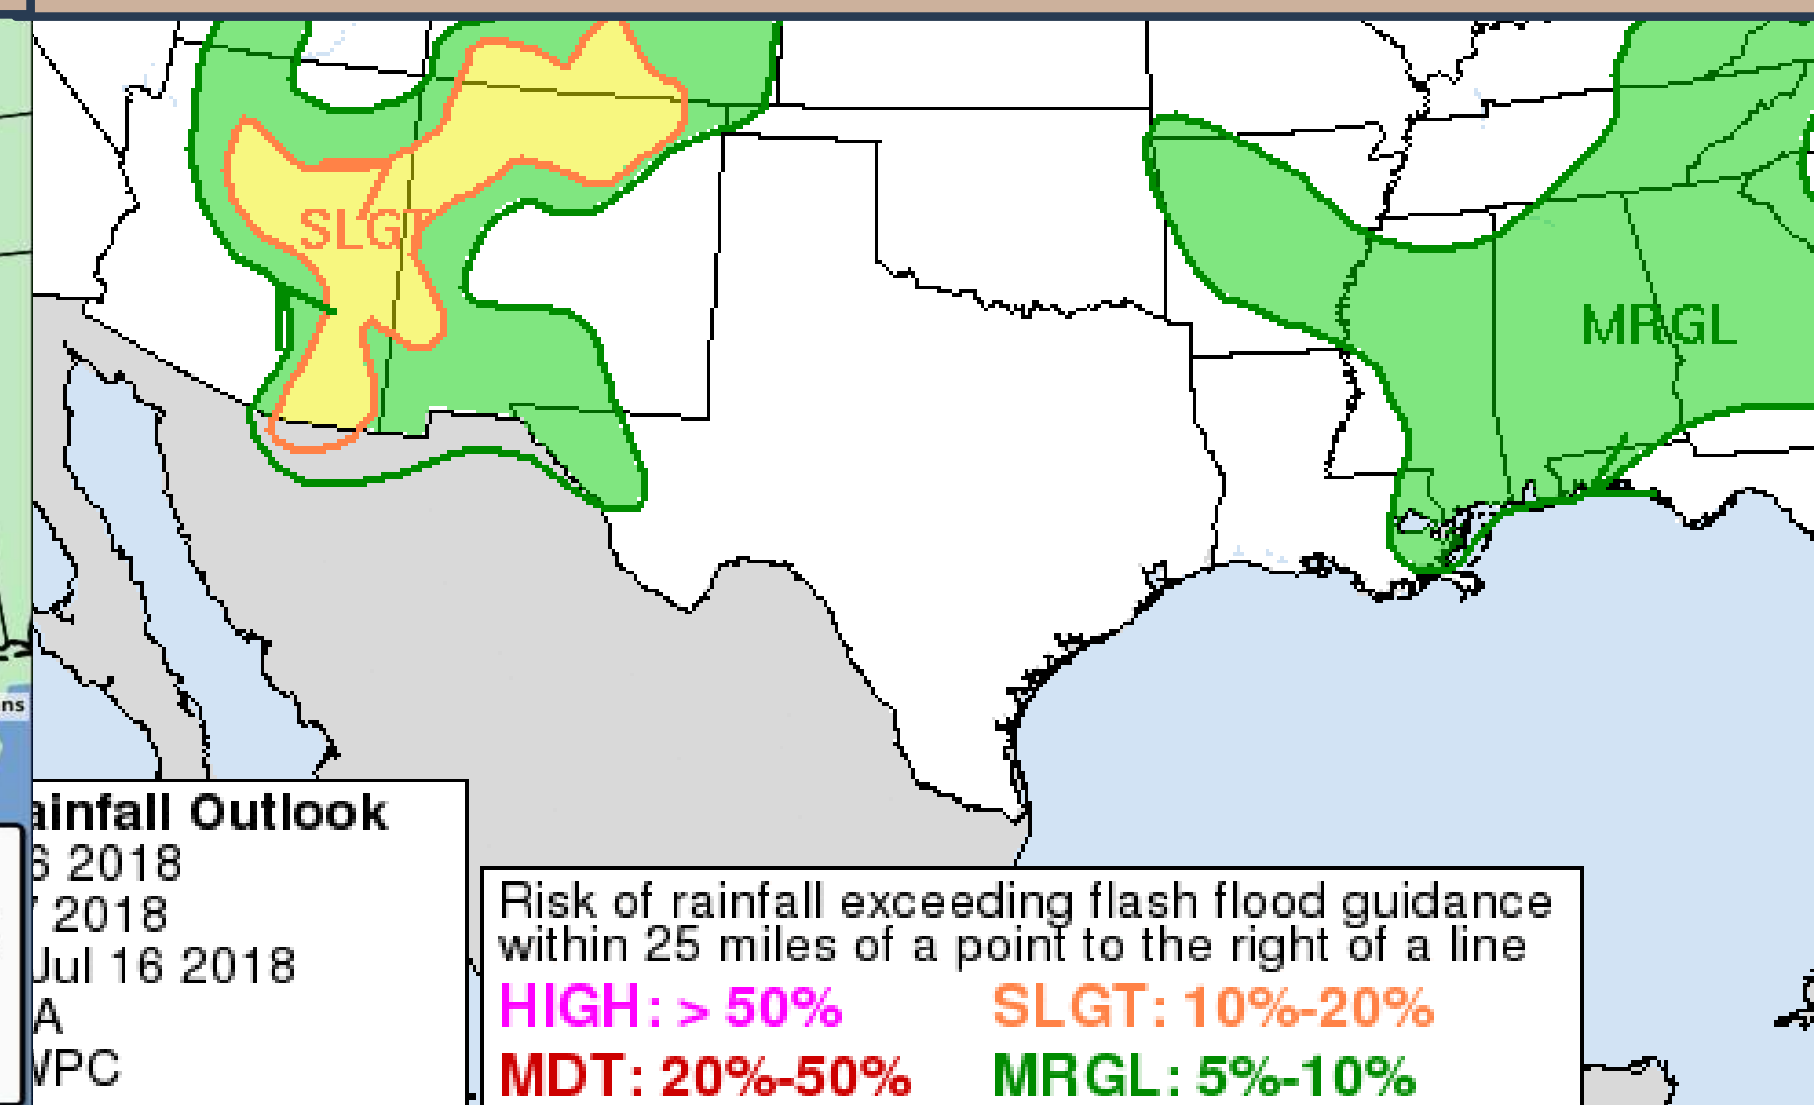 SLGT
MRGL
ns
ainfall Outlook
6 2018
2018
Jul 16 2018
A
WPC
Risk of rainfall exceeding flash flood guidance
within 25 miles of a point to the right of a line
HIGH: > 50%
SLGT: 10%-20%
MDT: 20%-50%
MRGL: 5%-10%